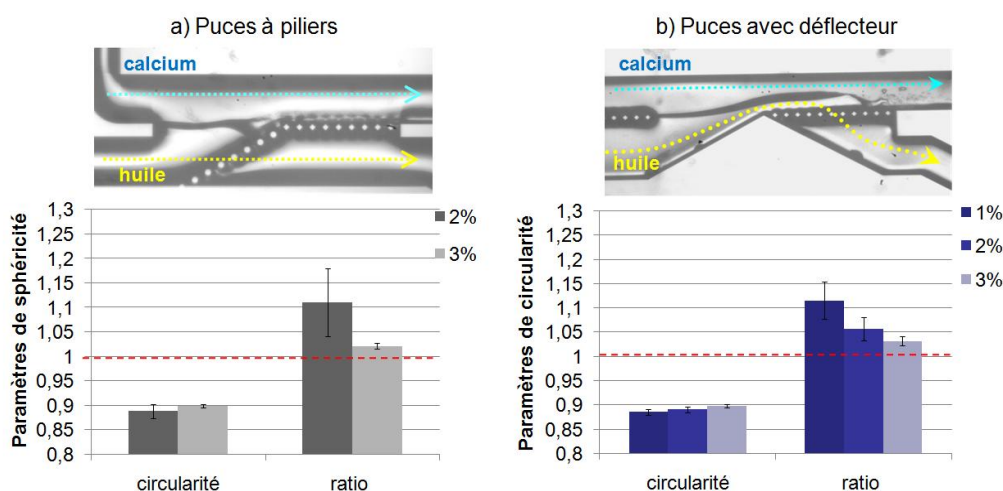 a) Puces à piliers
calcium
huile
Paramètres de sphéricité
1,3
1,25
1,2
1,15
1,1
1,05
1
0,95
0,9
0,85
0,8
circularité
ratio
2%
3%
b) Puces avec déflecteur
calcium
huile
Paramètres de circularité
1,3
1,25
1,2
1,15
1,1
1,05
1
0,95
0,9
0,85
0,8
circularité
ratio
1%
2%
3%